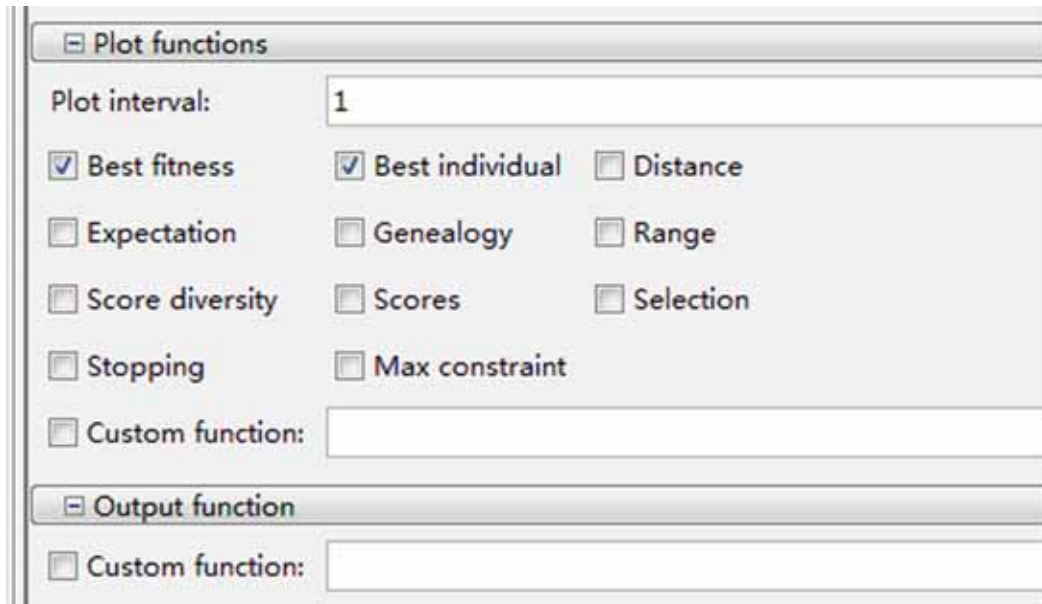 Plot functions
Plot interval: 1
Best fitness Best individual Distance
Expectation Genealogy Range
Score diversity Scores Selection
Stopping Max constraint
Custom function:
Output function
Custom function: